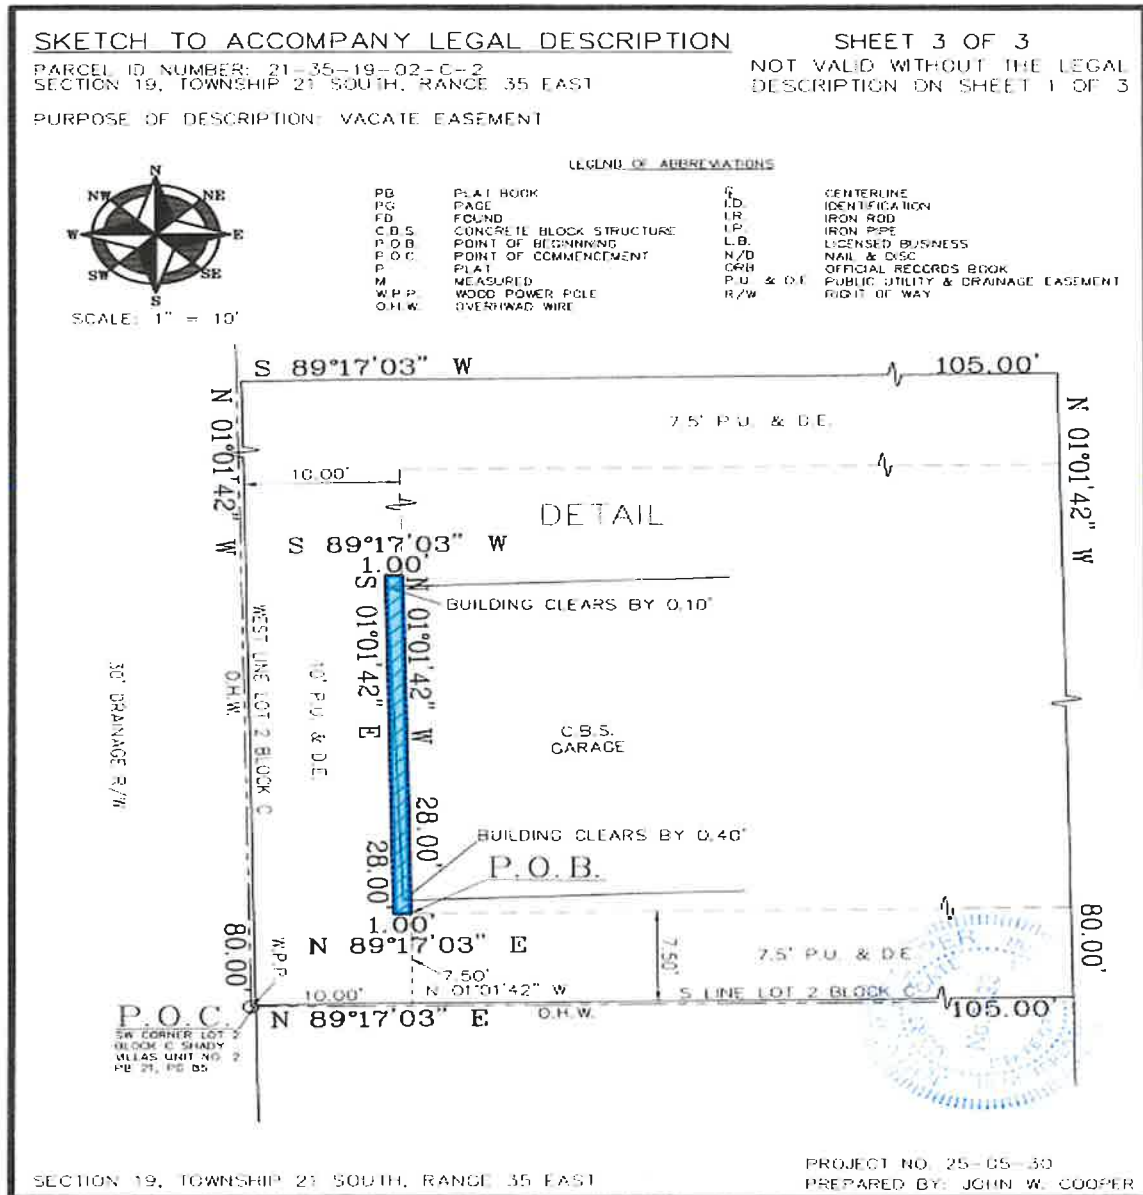 SKETCH TO ACCOMPANY LEGAL DESCRIPTION
SHEET 3 OF 3
PARCEL ID NUMBER: 21-35-19-02-C-2
NOT VALID WITHOUT THE LEGAL
SECTION 19, TOWNSHIP 21 SOUTH, RANGE 35 EAST
DESCRIPTION ON SHEET 1 OF 3
PURPOSE OF DESCRIPTION: VACATE EASEMENT
LEGEND OF ABBREVIATIONS
N
NE
E
SE
S
SW
W
NW
SCALE: 1" = 10'
PB PLAT BOOK
PG PAGE
FD FOUND
C.B.S. CONCRETE BLOCK STRUCTURE
P.O.B. POINT OF BEGINNNING
P.O.C. POINT OF COMMENCEMENT
P PLAT
M MEASURED
W.P.P. WOOD POWER POLE
O.H.W. OVERHWAD WIRE
CENTERLINE
I.D. IDENTIFICATION
I.R. IRON ROD
I.P. IRON PIPE
L.B. LICENSED BUSINESS
N/D NAIL & DISC
ORB OFFICIAL RECORDS BOOK
P.U. & D.E. PUBLIC UTILITY & DRAINAGE EASEMENT
R/W RIGHT OF WAY
S 89°17'03" W
105.00'
N 01°01'42" W
7.5' P.U. & D.E.
N 01°01'42" W
10.00'
DETAIL
S 89°17'03" W
1.00'
BUILDING CLEARS BY 0.10'
S 01°01'42" E
N 01°01'42" W
WEST LINE LOT 2 BLOCK C
O.H.W.
30' DRAINAGE R/W
10' P.U. & D.E.
C.B.S.
GARAGE
28.00'
28.00'
BUILDING CLEARS BY 0.40'
P.O.B.
1.00'
N 89°17'03" E
80.00'
W.P.P.
7.50'
N 01°01'42" W
7.50'
7.5' P.U. & D.E.
80.00'
10.00'
S LINE LOT 2 BLOCK C
P.O.C.
N 89°17'03" E
O.H.W.
105.00'
SW CORNER LOT 2
BLOCK C SHADY
VILLAS UNIT NO. 2
PB 21, PG 85
SECTION 19, TOWNSHIP 21 SOUTH, RANGE 35 EAST
PROJECT NO. 25-05-30
PREPARED BY: JOHN W. COOPER